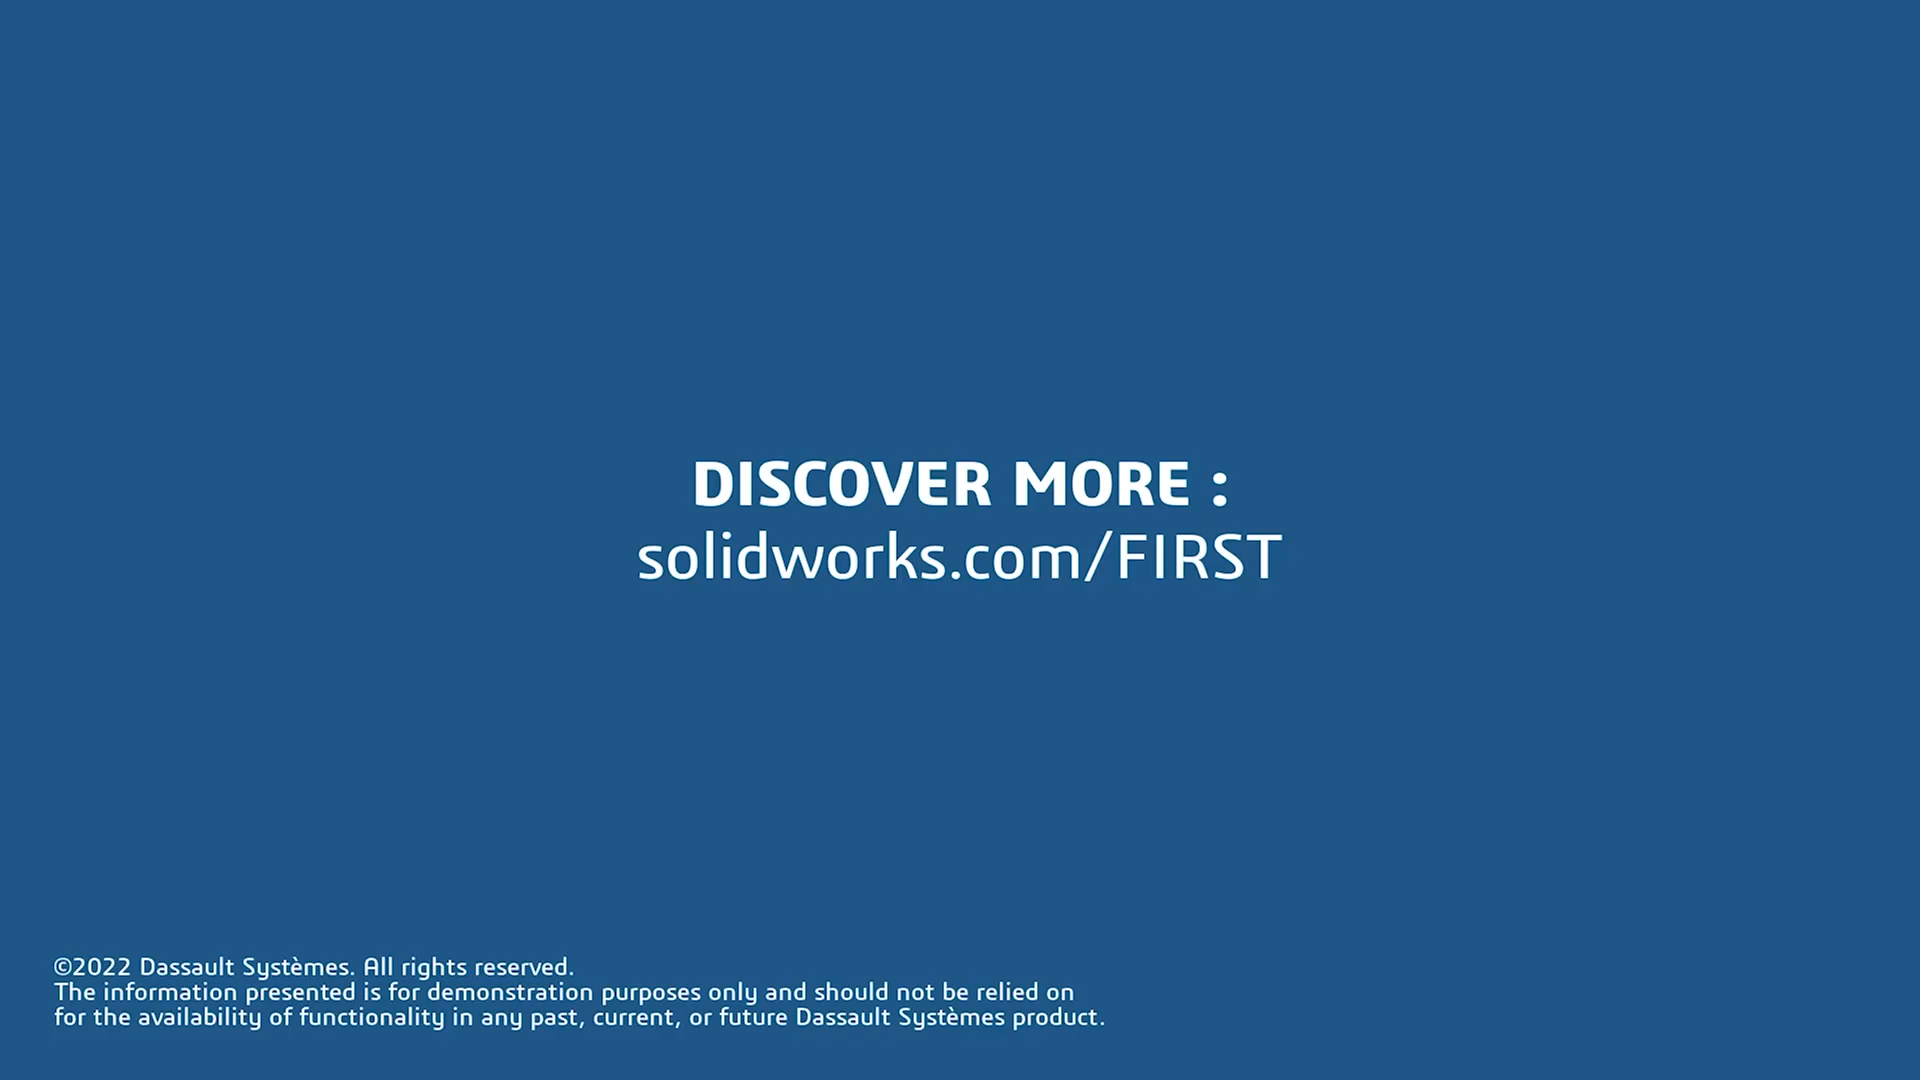 DISCOVER MORE :
solidworks.com/FIRST
©2022 Dassault Systèmes. All rights reserved.
The information presented is for demonstration purposes only and should not be relied on
for the availability of functionality in any past, current, or future Dassault Systèmes product.